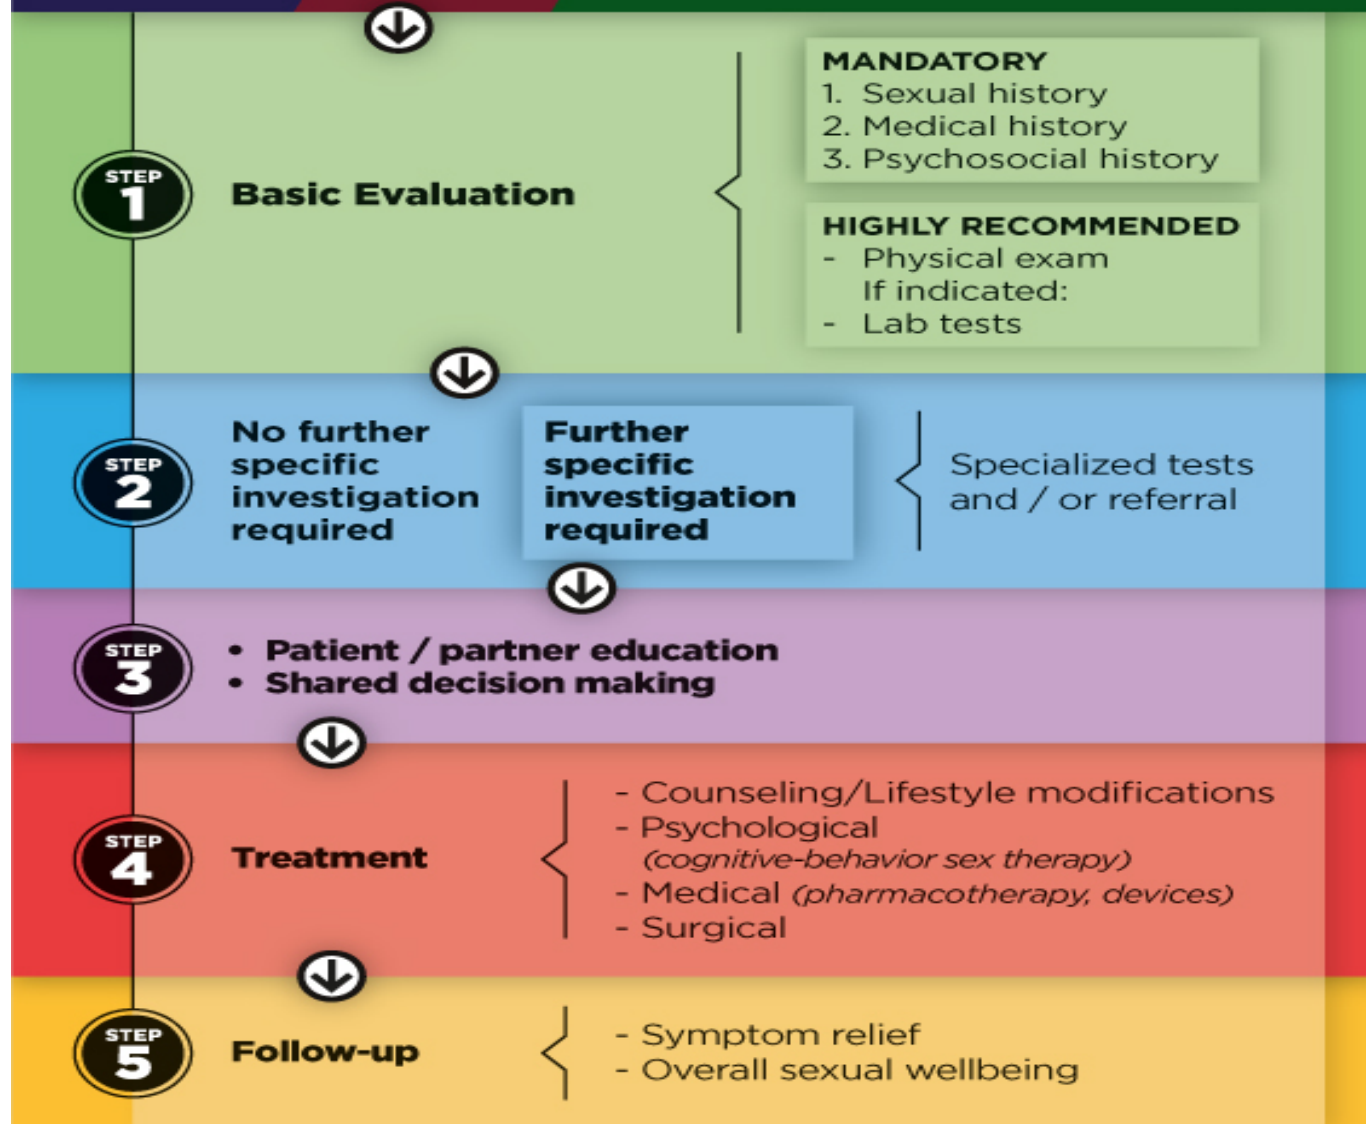 STEP
1
Basic Evaluation
MANDATORY
1. Sexual history
2. Medical history
3. Psychosocial history
HIGHLY RECOMMENDED
- Physical exam
If indicated:
- Lab tests
STEP
2
No further
specific
investigation
required
Further
specific
investigation
required
Specialized tests
and / or referral
STEP
3
• Patient / partner education
• Shared decision making
STEP
4
Treatment
- Counseling/Lifestyle modifications
- Psychological
(cognitive-behavior sex therapy)
- Medical (pharmacotherapy, devices)
- Surgical
STEP
5
Follow-up
- Symptom relief
- Overall sexual wellbeing